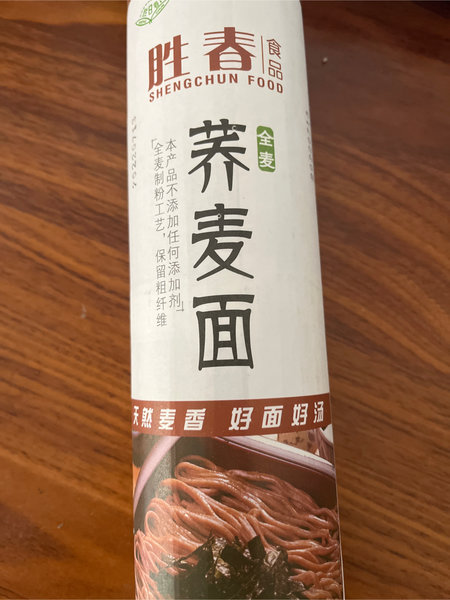 胜春食品
SHENGCHUN FOOD
全麦
荞麦面
「本产品不添加任何添加剂」
全麦制粉工艺，保留粗纤维
天然麦香 好面好汤